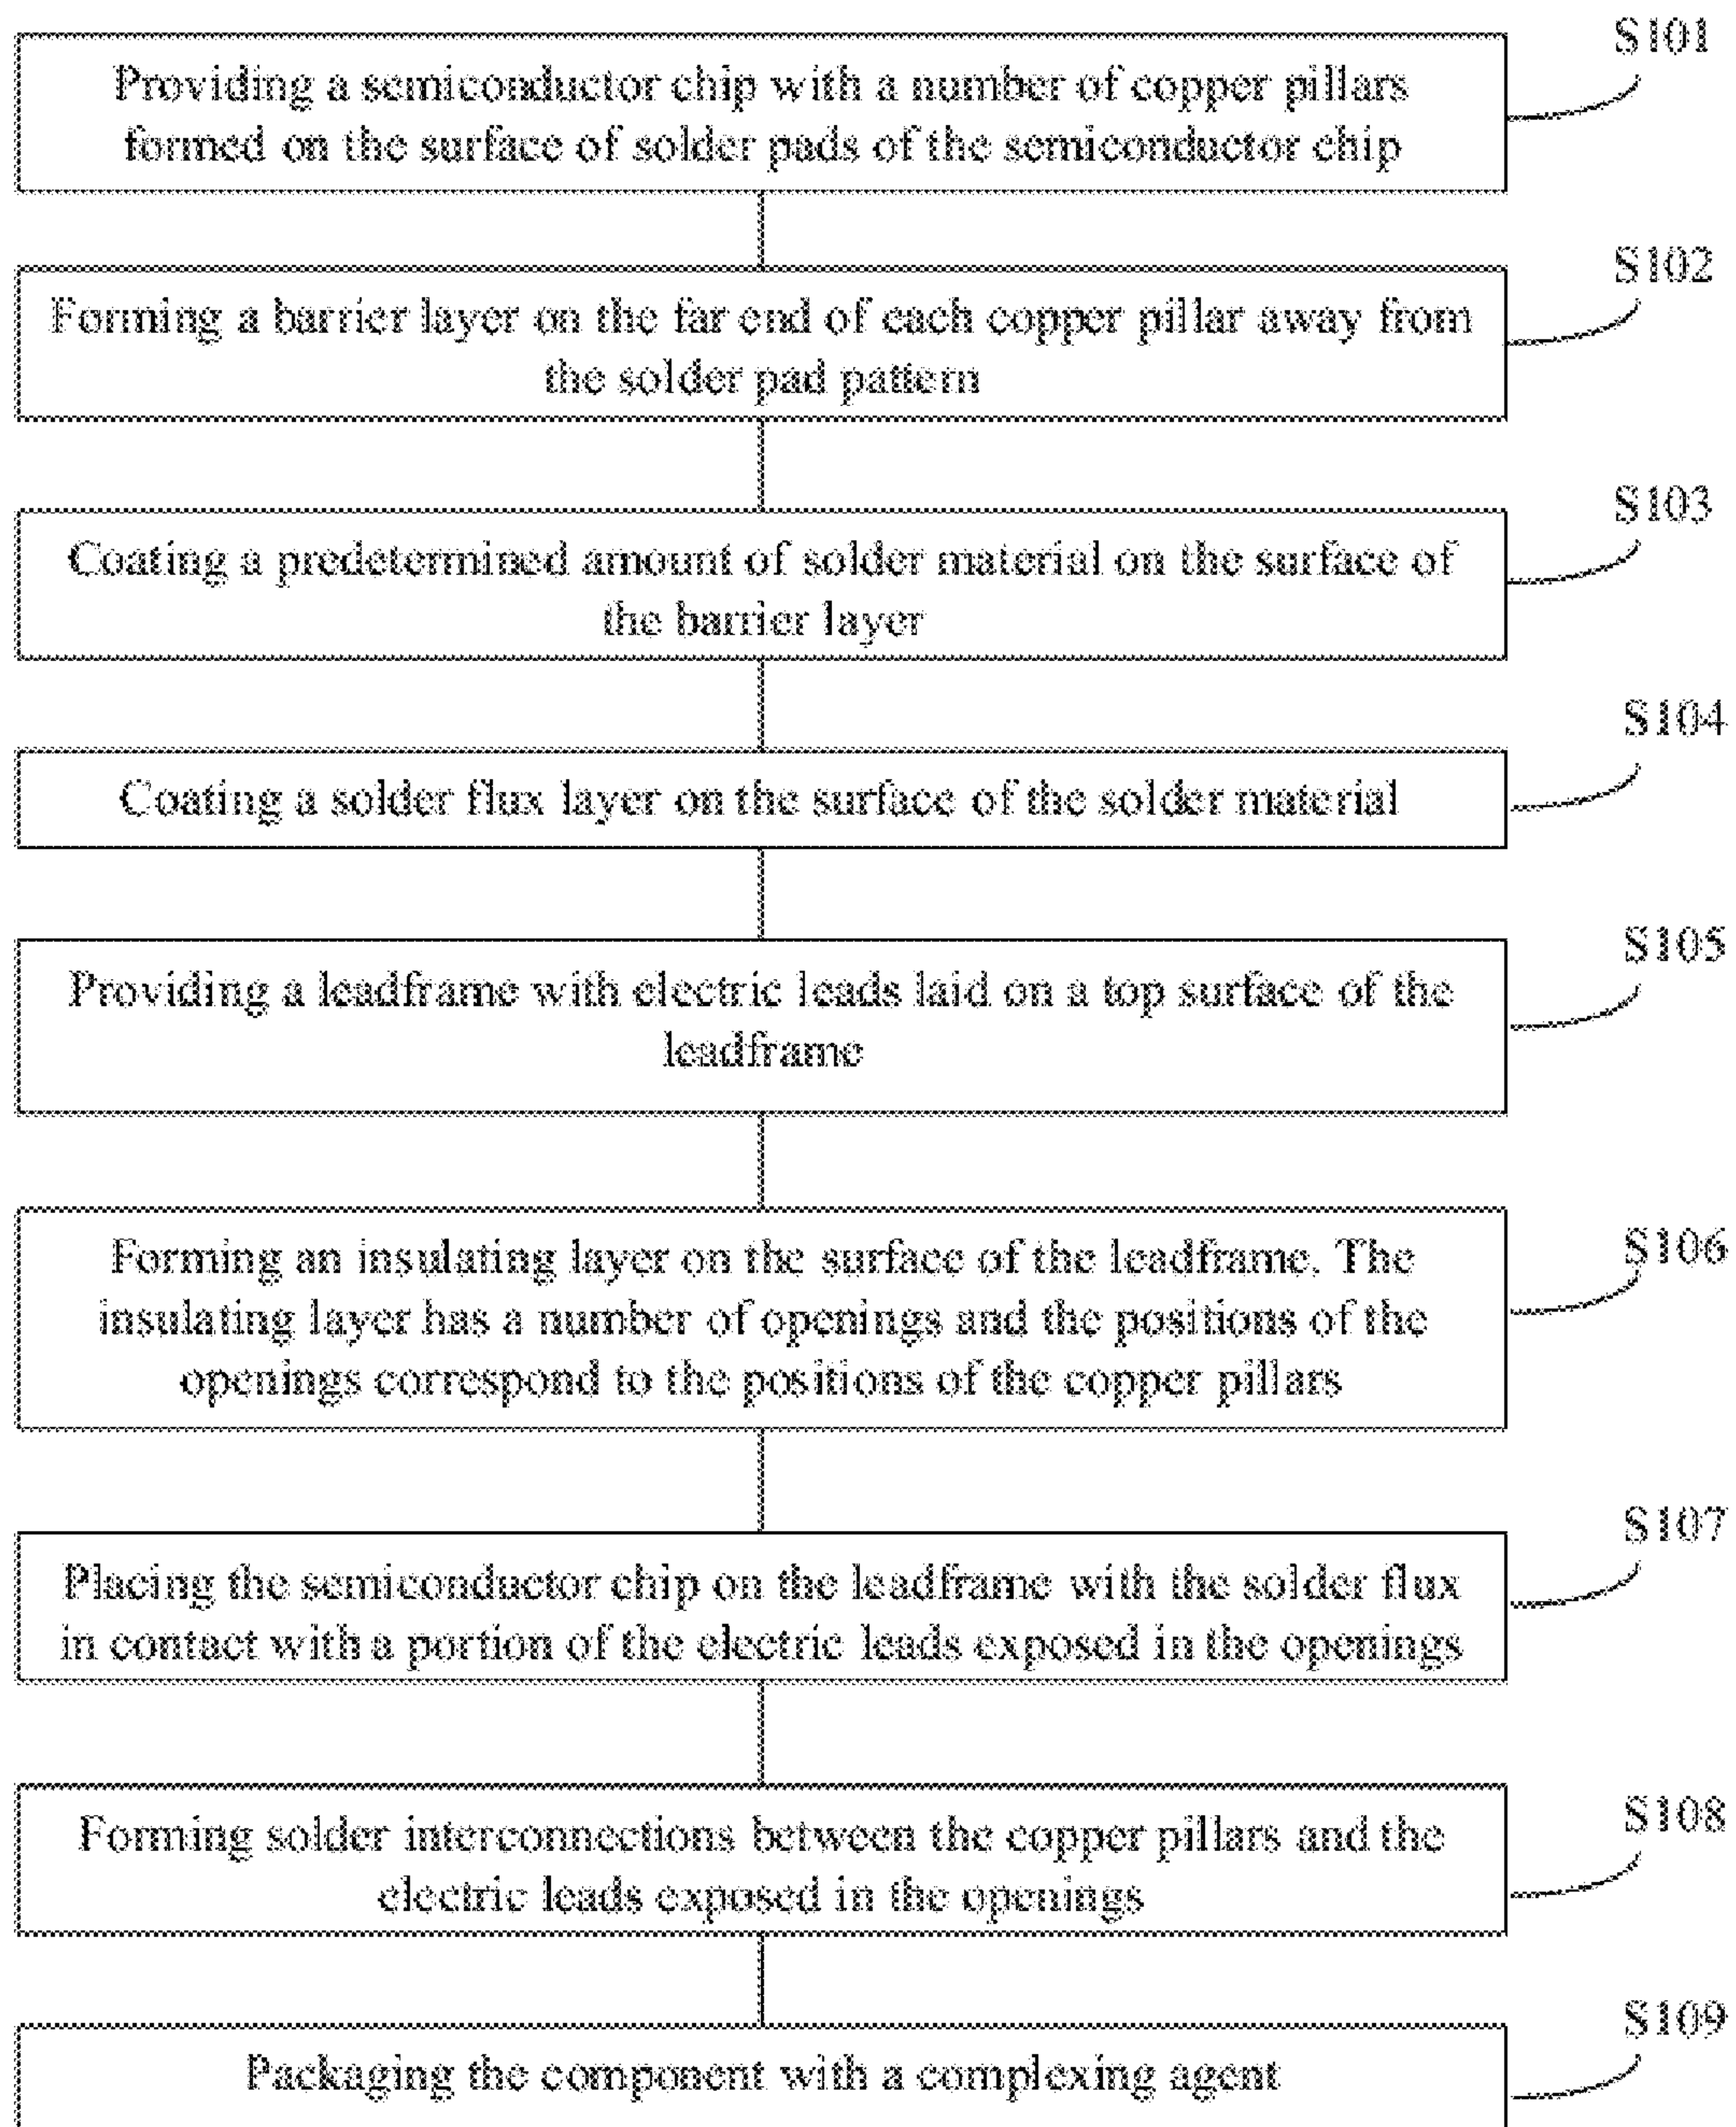 S101
Providing a semiconductor chip with a number of copper pillars
formed on the surface of solder pads of the semiconductor chip
S102
Forming a barrier layer on the far end of each copper pillar away from
the solder pad pattern
S103
Coating a predetermined amount of solder material on the surface of
the barrier layer
S104
Coating a solder flux layer on the surface of the solder material
S105
Providing a leadframe with electric leads laid on a top surface of the
leadframe
S106
Forming an insulating layer on the surface of the leadframe. The
insulating layer has a number of openings and the positions of the
openings correspond to the positions of the copper pillars
S107
Placing the semiconductor chip on the leadframe with the solder flux
in contact with a portion of the electric leads exposed in the openings
S108
Forming solder interconnections between the copper pillars and the
electric leads exposed in the openings
S109
Packaging the component with a complexing agent